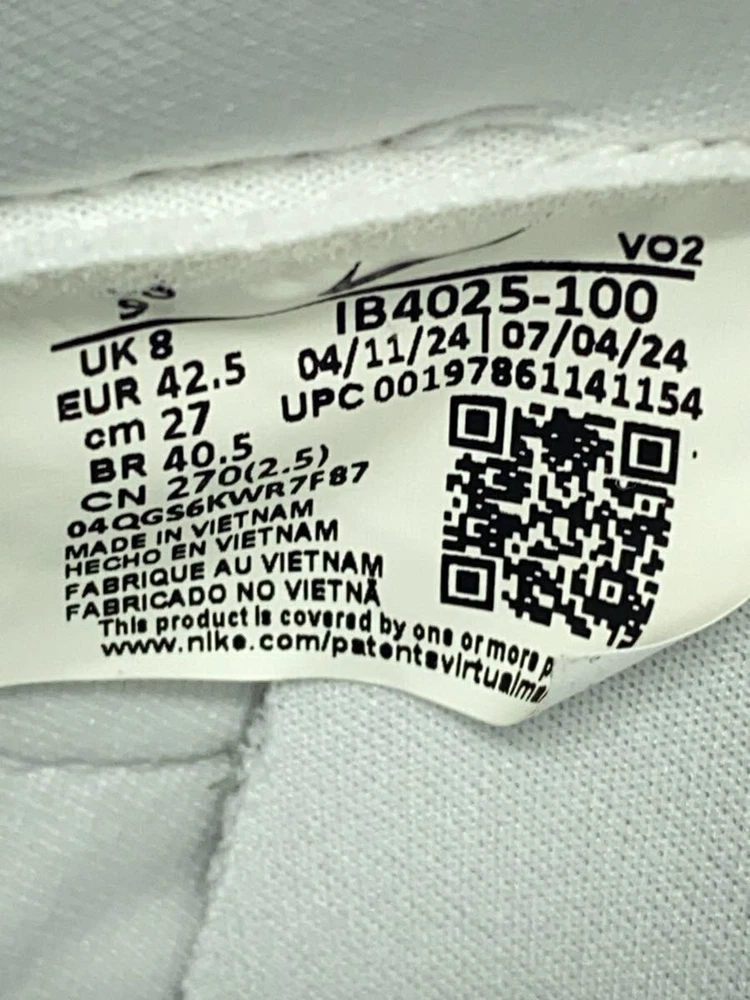 VO2
UK 8
EUR 42.5
cm 27
BR 40.5
CN 270(2.5)
04QGS6KWR7F87
MADE IN VIETNAM
HECHO EN VIETNAM
FABRIQUE AU VIETNAM
FABRICADO NO VIETNÃ
IB4025-100
04/11/24 | 07/04/24
UPC 00197861141154
This product is covered by one or more p
www.nike.com/patentsvirtualma